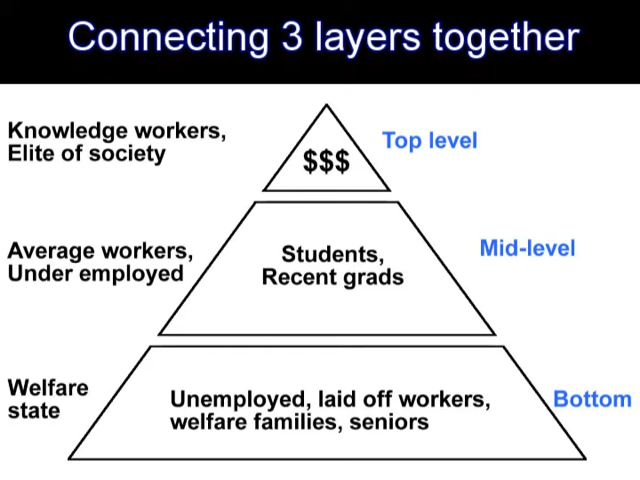 Connecting 3 layers together
Knowledge workers,
Elite of society
$$$
Top level
Average workers,
Under employed
Students,
Recent grads
Mid-level
Welfare
state
Unemployed, laid off workers,
welfare families, seniors
Bottom